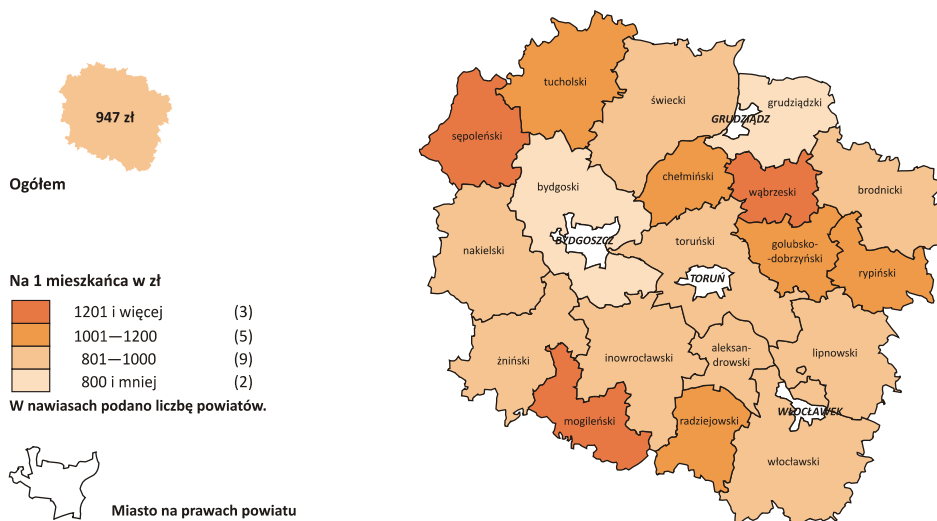 947 zł
Ogółem
Na 1 mieszkańca w zł
1201 i więcej (3)
1001—1200 (5)
801—1000 (9)
800 i mniej (2)
W nawiasach podano liczbę powiatów.
Miasto na prawach powiatu
tucholski
świecki
grudziądzki
GRUDZIĄDZ
sępoleński
chełmiński
wąbrzeski
brodnicki
bydgoski
BYDGOSZCZ
nakielski
toruński
TORUŃ
golubsko-
-dobrzyński
rypiński
żniński
inowrocławski
aleksan-
drowski
lipnowski
mogileński
radziejowski
WŁOCŁAWEK
włocławski